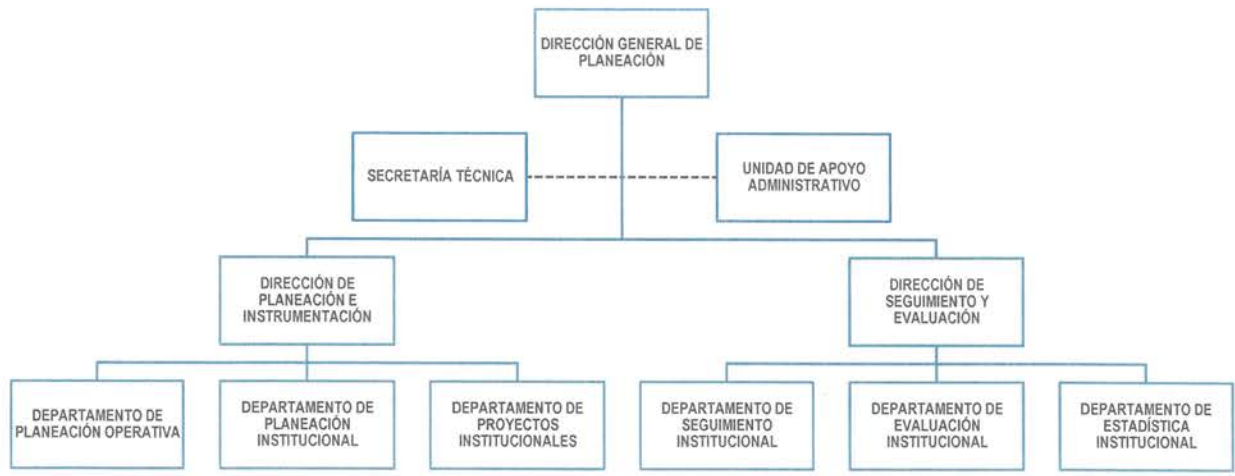 DIRECCIÓN GENERAL DE
PLANEACIÓN
SECRETARÍA TÉCNICA
UNIDAD DE APOYO
ADMINISTRATIVO
DIRECCIÓN DE
PLANEACIÓN E
INSTRUMENTACIÓN
DIRECCIÓN DE
SEGUIMIENTO Y
EVALUACIÓN
DEPARTAMENTO DE
PLANEACIÓN OPERATIVA
DEPARTAMENTO DE
PLANEACIÓN
INSTITUCIONAL
DEPARTAMENTO DE
PROYECTOS
INSTITUCIONALES
DEPARTAMENTO DE
SEGUIMIENTO
INSTITUCIONAL
DEPARTAMENTO DE
EVALUACIÓN
INSTITUCIONAL
DEPARTAMENTO DE
ESTADÍSTICA
INSTITUCIONAL